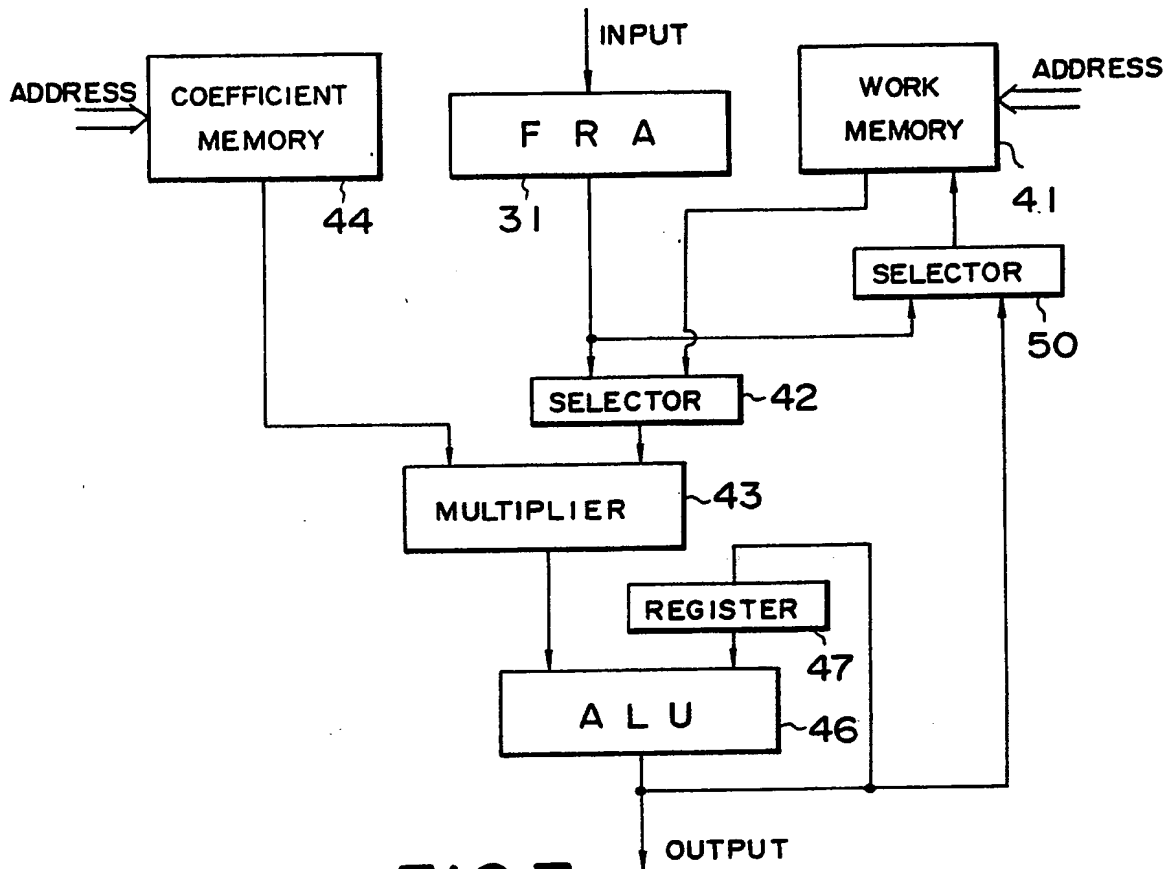 INPUT
ADDRESS
COEFFICIENT
MEMORY
44
F R A
31
WORK
MEMORY
ADDRESS
41
SELECTOR
50
SELECTOR
42
MULTIPLIER
43
REGISTER
47
A L U
46
OUTPUT